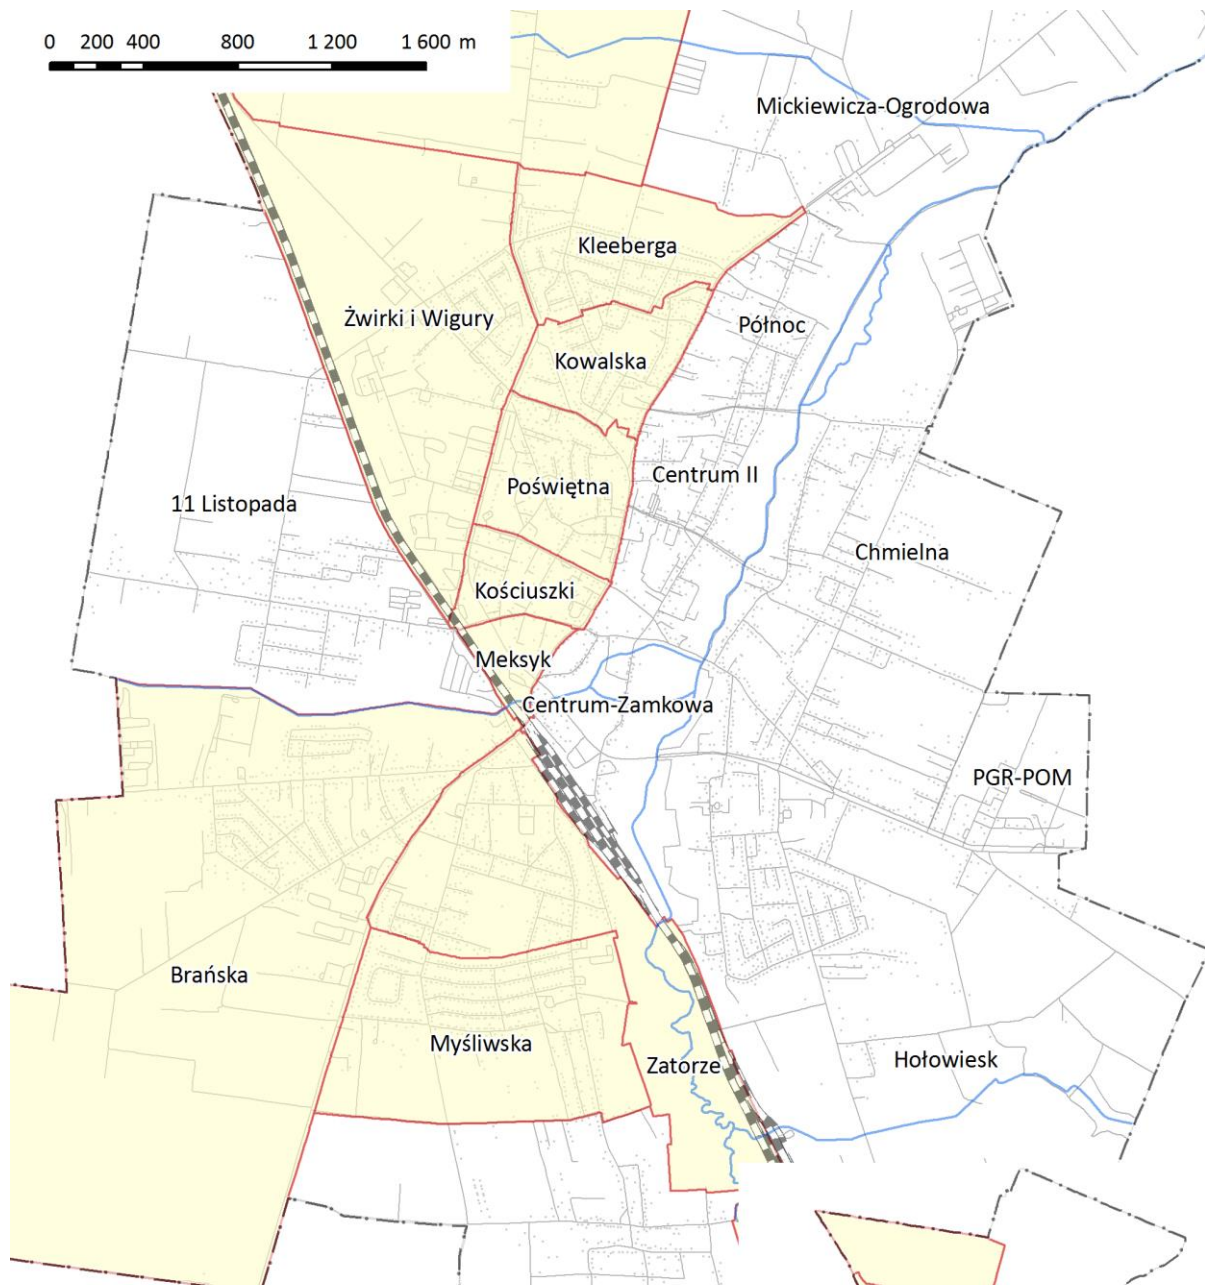 0 200 400 800 1 200 1 600 m
Mickiewicza-Ogrodowa
Kleeberga
Żwirki i Wigury
Północ
Kowalska
Centrum II
Poświętna
11 Listopada
Chmielna
Kościuszki
Meksyk
Centrum-Zamkowa
PGR-POM
Brańska
Myśliwska
Hołowiesk
Zatorze